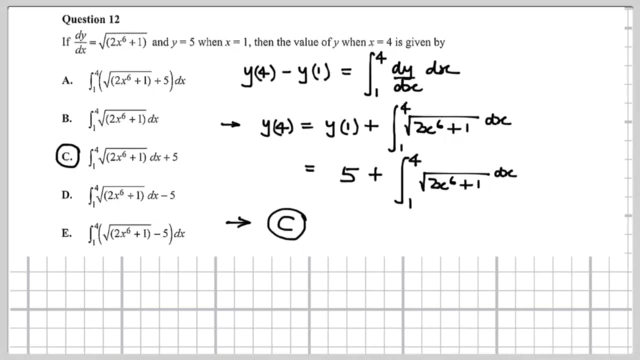 Question 12
If dy/dx = √(2x⁶ + 1) and y = 5 when x = 1, then the value of y when x = 4 is given by
A. ∫₁⁴ (√(2x⁶ + 1) + 5) dx
B. ∫₁⁴ √(2x⁶ + 1) dx
C. ∫₁⁴ √(2x⁶ + 1) dx + 5
D. ∫₁⁴ √(2x⁶ + 1) dx − 5
E. ∫₁⁴ (√(2x⁶ + 1) − 5) dx
y(4) − y(1) = ∫₁⁴ dy/dx dx
→ y(4) = y(1) + ∫₁⁴ √2x⁶ + 1 dx
= 5 + ∫₁⁴ √2x⁶ + 1 dx
→ C